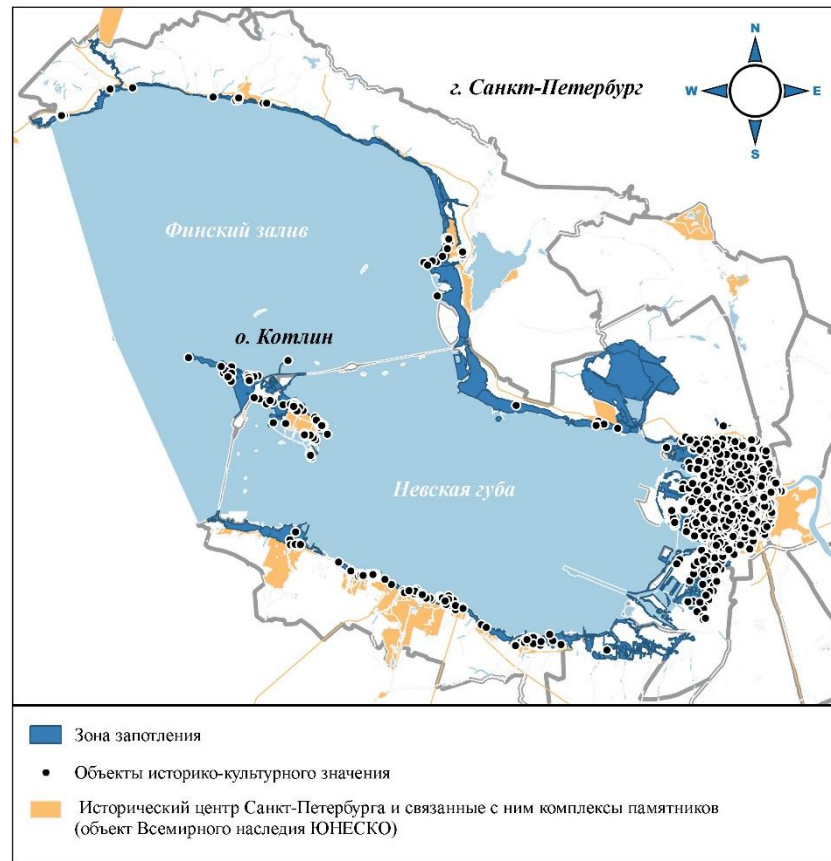 N
г. Санкт-Петербург
W
E
S
Финский залив
о. Котлин
Невская губа
Зона запотления
Объекты историко-культурного значения
Исторический центр Санкт-Петербурга и связанные с ним комплексы памятников
(объект Всемирного наследия ЮНЕСКО)